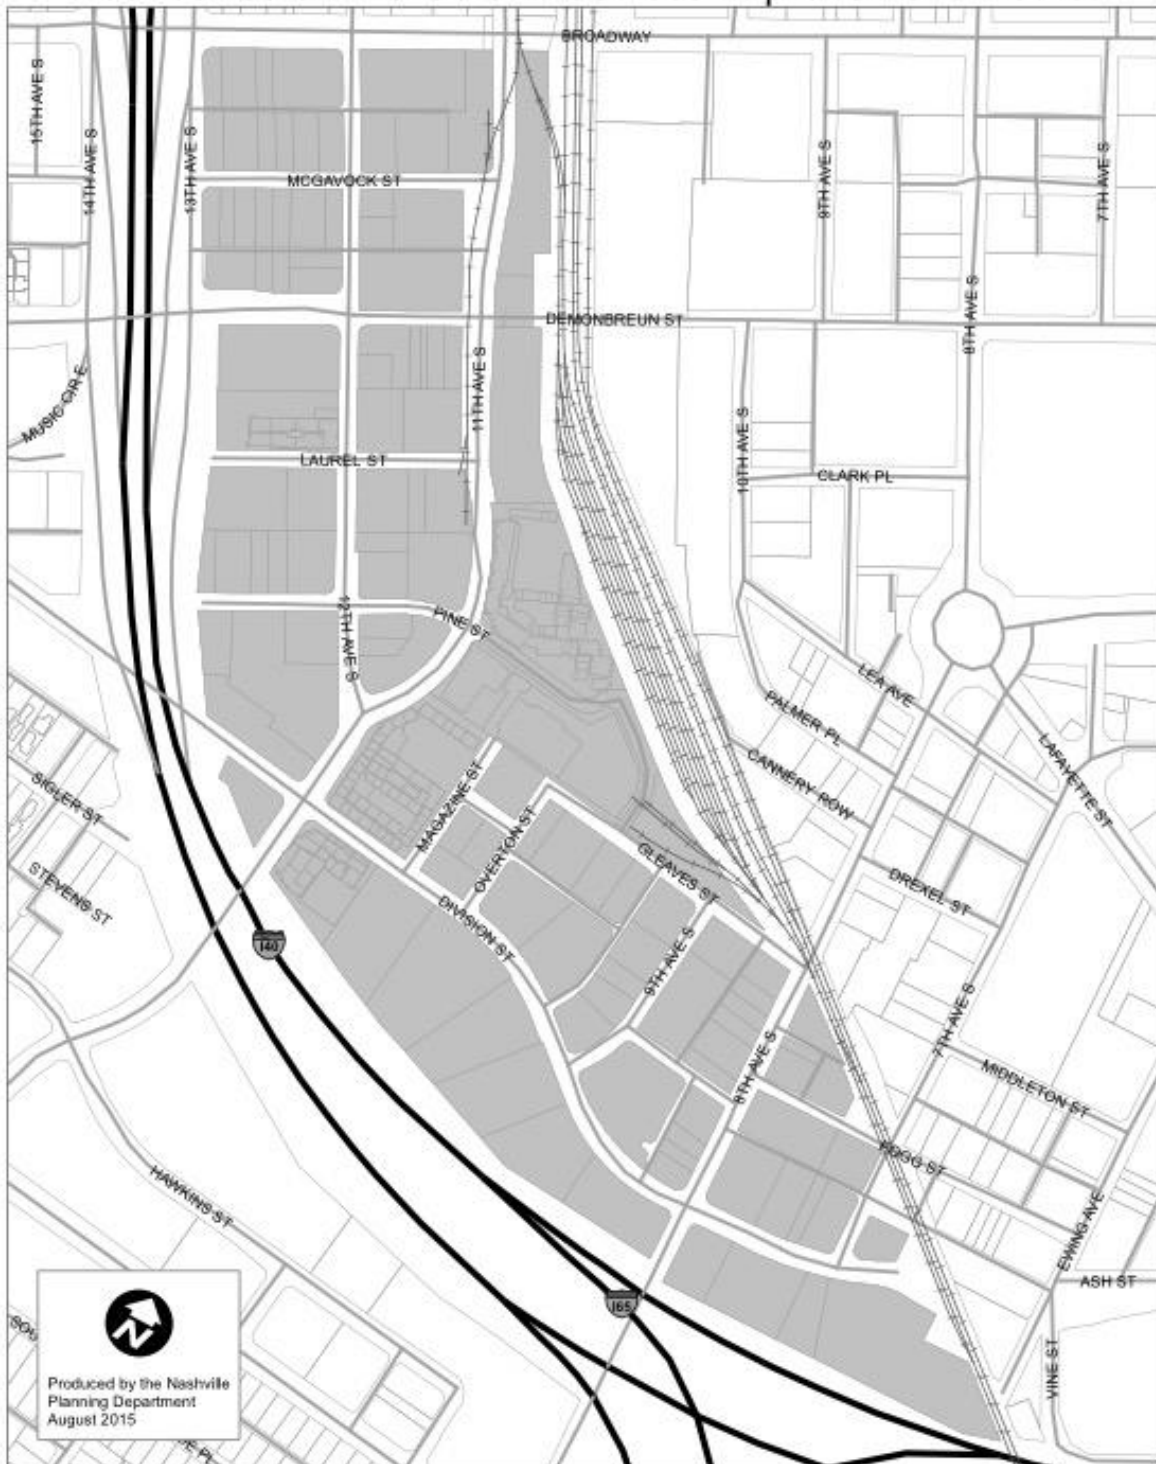 BROADWAY
15TH AVE S
14TH AVE S
13TH AVE S
MCGAVOCK ST
9TH AVE S
7TH AVE S
8TH AVE S
DEMONBREUN ST
11TH AVE S
MUSIC CIR E
10TH AVE S
LAUREL ST
CLARK PL
12TH AVE S
PINE ST
LEA AVE
PALMER PL
CANNERY ROW
LAFAYETTE ST
SIGLER ST
MAGAZINE ST
OVERTON ST
GLEAVES ST
STEVENS ST
DREXEL ST
DIVISION ST
I40
9TH AVE S
7TH AVE S
8TH AVE S
MIDDLETON ST
FOGG ST
HAWKINS ST
EWING AVE
ASH ST
I65
VINE ST
N
Produced by the Nashville
Planning Department
August 2015